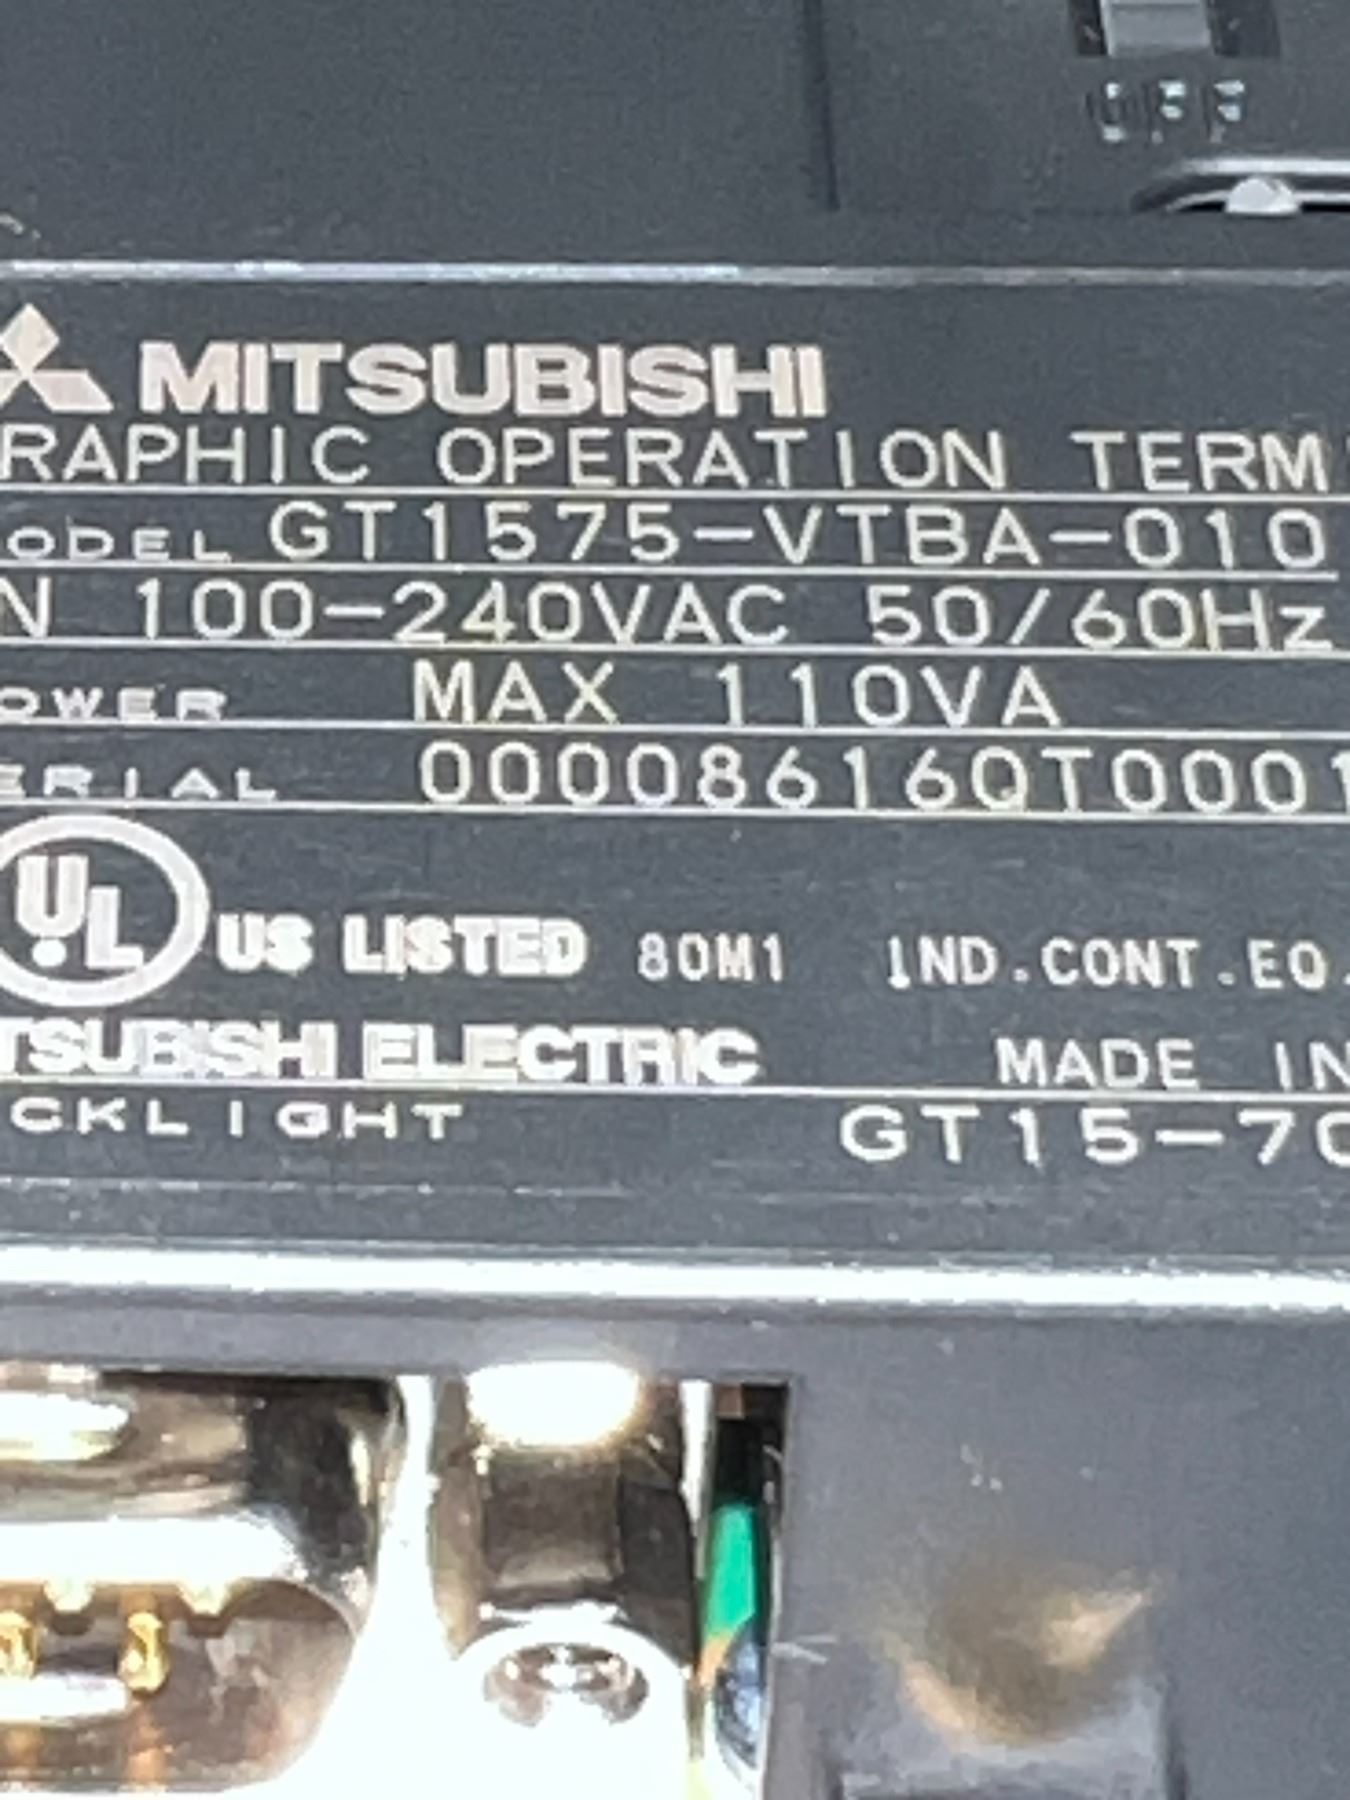 OFF
MITSUBISHI
RAPHIC OPERATION TERM
ODEL GT1575-VTBA-010
N 100-240VAC 50/60Hz
OWER MAX 110VA
ERIAL 00008616QT0001
UL US LISTED 80M1 IND.CONT.EQ.
TSUBISHI ELECTRIC MADE IN
CKLIGHT GT15-70